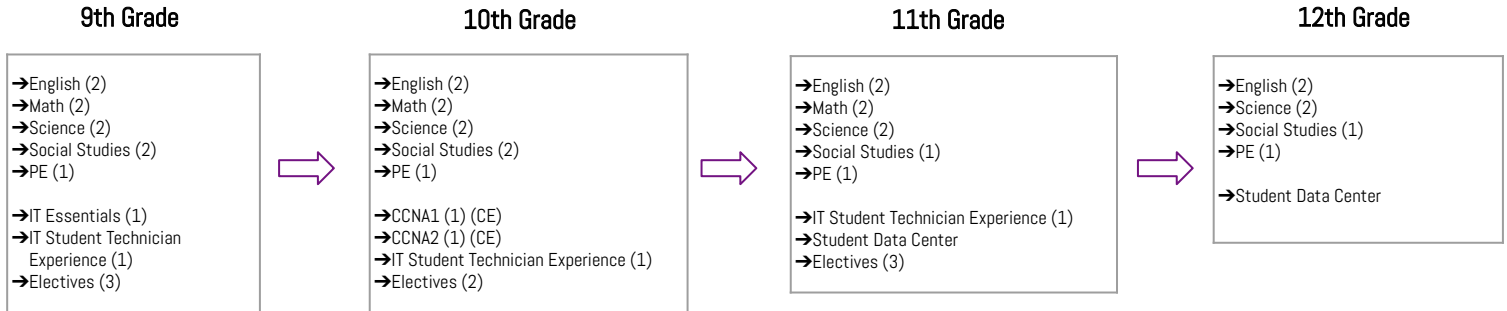 9th Grade
➔English (2)
➔Math (2)
➔Science (2)
➔Social Studies (2)
➔PE (1)
➔IT Essentials (1)
➔IT Student Technician
Experience (1)
➔Electives (3)
10th Grade
➔English (2)
➔Math (2)
➔Science (2)
➔Social Studies (2)
➔PE (1)
➔CCNA1 (1) (CE)
➔CCNA2 (1) (CE)
➔IT Student Technician Experience (1)
➔Electives (2)
11th Grade
➔English (2)
➔Math (2)
➔Science (2)
➔Social Studies (1)
➔PE (1)
➔IT Student Technician Experience (1)
➔Student Data Center
➔Electives (3)
12th Grade
➔English (2)
➔Science (2)
➔Social Studies (1)
➔PE (1)
➔Student Data Center